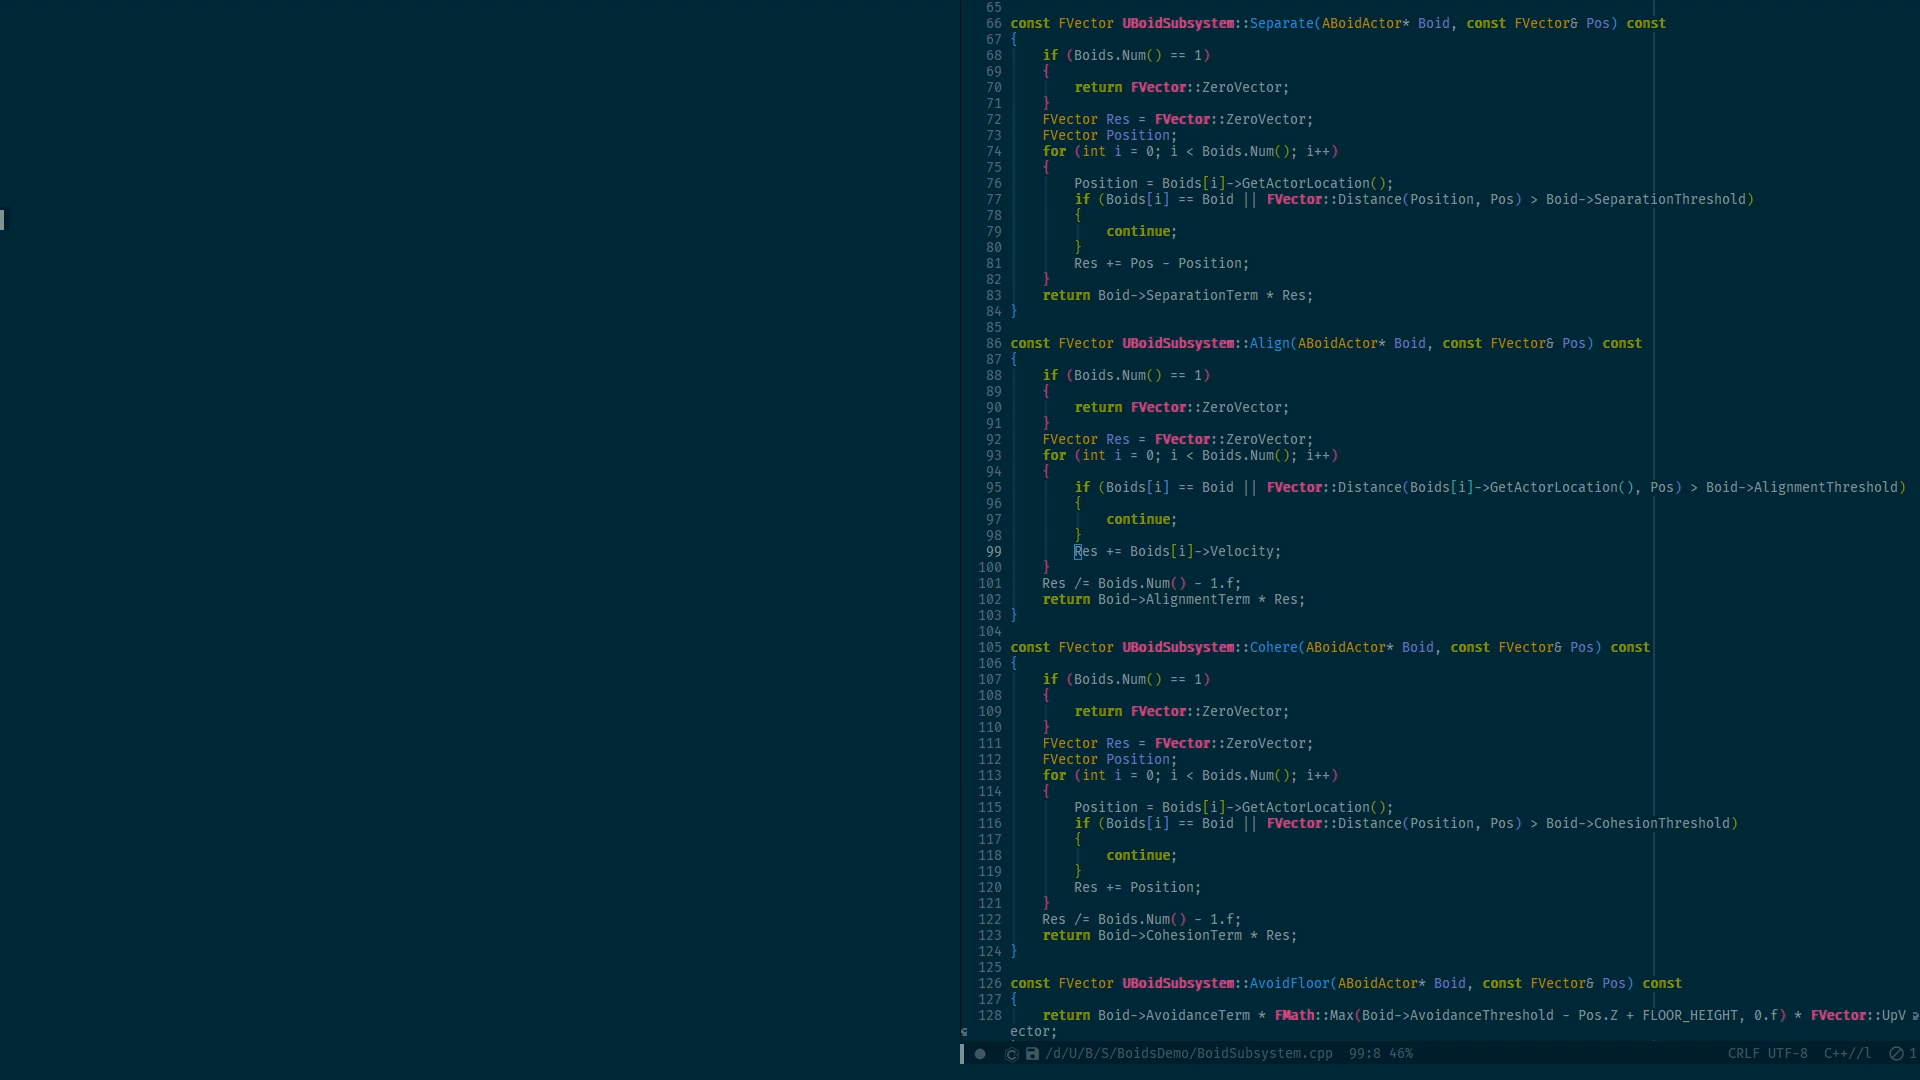 65
66 const FVector UBoidSubsystem::Separate(ABoidActor* Boid, const FVector& Pos) const
67 {
68     if (Boids.Num() == 1)
69     {
70         return FVector::ZeroVector;
71     }
72     FVector Res = FVector::ZeroVector;
73     FVector Position;
74     for (int i = 0; i < Boids.Num(); i++)
75     {
76         Position = Boids[i]->GetActorLocation();
77         if (Boids[i] == Boid || FVector::Distance(Position, Pos) > Boid->SeparationThreshold)
78         {
79             continue;
80         }
81         Res += Pos - Position;
82     }
83     return Boid->SeparationTerm * Res;
84 }
85
86 const FVector UBoidSubsystem::Align(ABoidActor* Boid, const FVector& Pos) const
87 {
88     if (Boids.Num() == 1)
89     {
90         return FVector::ZeroVector;
91     }
92     FVector Res = FVector::ZeroVector;
93     for (int i = 0; i < Boids.Num(); i++)
94     {
95         if (Boids[i] == Boid || FVector::Distance(Boids[i]->GetActorLocation(), Pos) > Boid->AlignmentThreshold)
96         {
97             continue;
98         }
99         Res += Boids[i]->Velocity;
100     }
101     Res /= Boids.Num() - 1.f;
102     return Boid->AlignmentTerm * Res;
103 }
104
105 const FVector UBoidSubsystem::Cohere(ABoidActor* Boid, const FVector& Pos) const
106 {
107     if (Boids.Num() == 1)
108     {
109         return FVector::ZeroVector;
110     }
111     FVector Res = FVector::ZeroVector;
112     FVector Position;
113     for (int i = 0; i < Boids.Num(); i++)
114     {
115         Position = Boids[i]->GetActorLocation();
116         if (Boids[i] == Boid || FVector::Distance(Position, Pos) > Boid->CohesionThreshold)
117         {
118             continue;
119         }
120         Res += Position;
121     }
122     Res /= Boids.Num() - 1.f;
123     return Boid->CohesionTerm * Res;
124 }
125
126 const FVector UBoidSubsystem::AvoidFloor(ABoidActor* Boid, const FVector& Pos) const
127 {
128     return Boid->AvoidanceTerm * FMath::Max(Boid->AvoidanceThreshold - Pos.Z + FLOOR_HEIGHT, 0.f) * FVector::UpV
ector;
/d/U/B/S/BoidsDemo/BoidSubsystem.cpp 99:8 46% CRLF UTF-8 C++//l 1